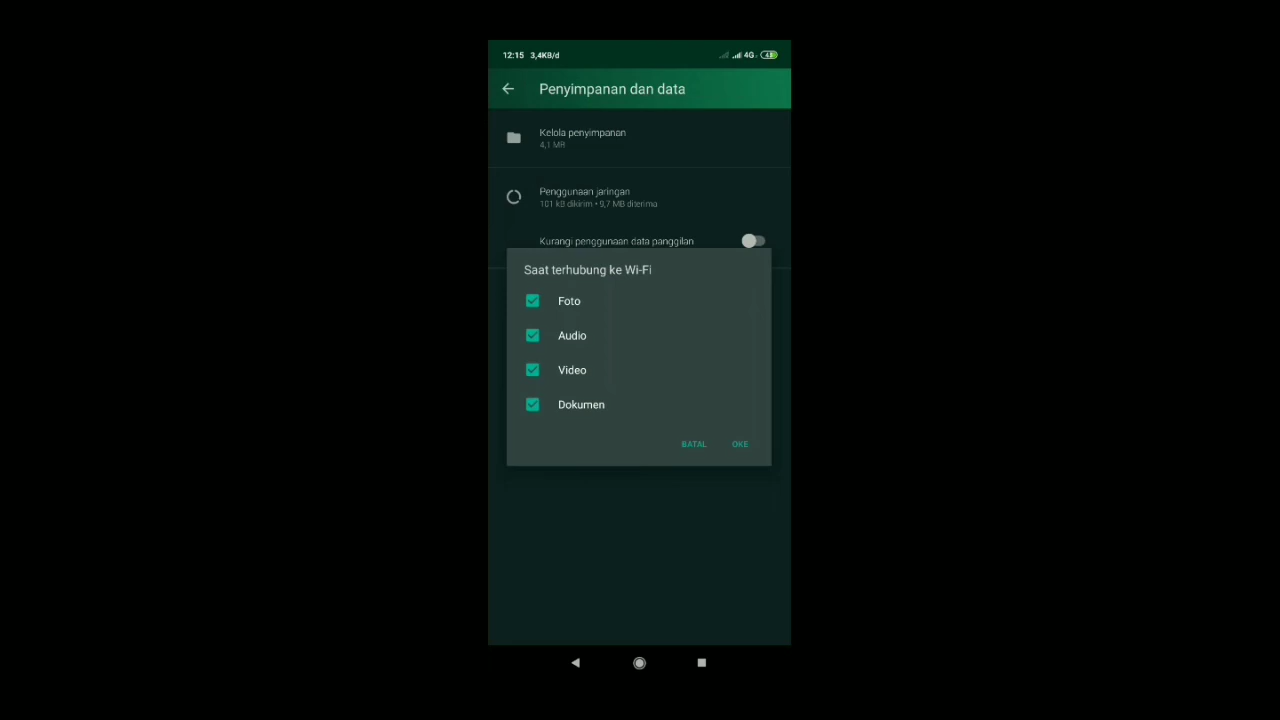 12:15 3,4KB/d
4G
Penyimpanan dan data
Kelola penyimpanan
4,1 MB
Penggunaan jaringan
101 kB dikirim • 9,7 MB diterima
Kurangi penggunaan data panggilan
Saat terhubung ke Wi-Fi
Foto
Audio
Video
Dokumen
BATAL OKE